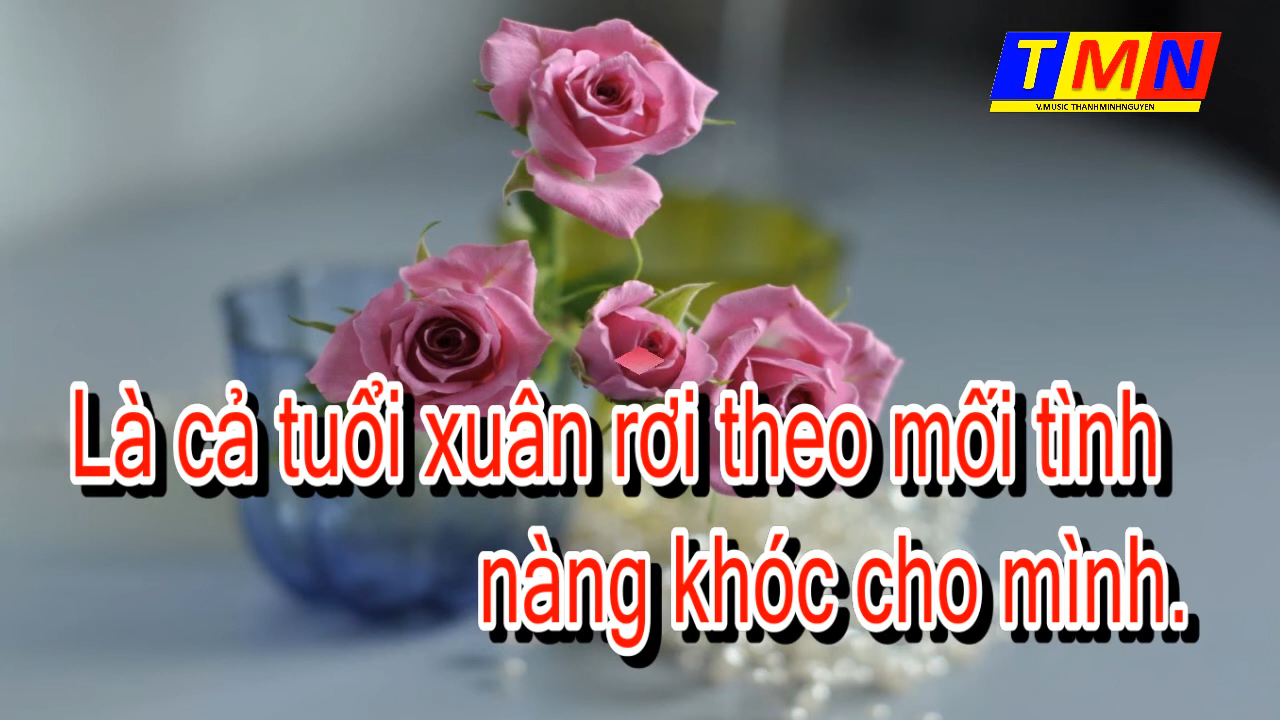 TMN
V.MUSIC THANHMINHNGUYEN
Là cả tuổi xuân rơi theo mối tình
nàng khóc cho mình.